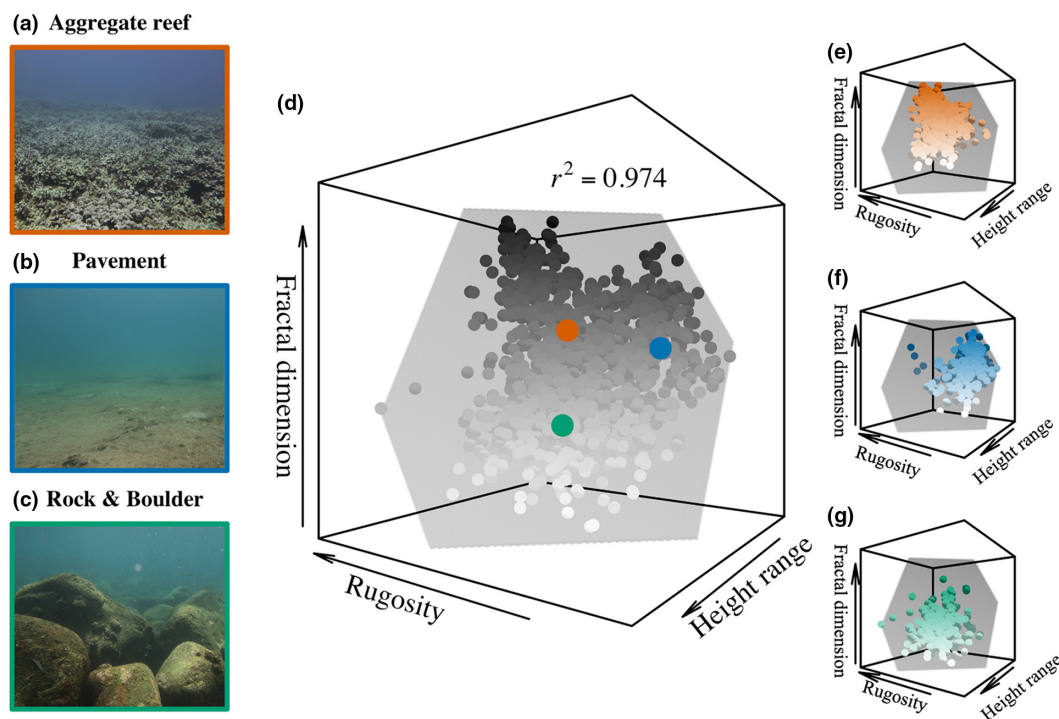 (a) Aggregate reef
(b) Pavement
(c) Rock & Boulder
(d)
r² = 0.974
Fractal dimension
Rugosity
Height range
(e)
Fractal dimension
Rugosity
Height range
(f)
Fractal dimension
Rugosity
Height range
(g)
Fractal dimension
Rugosity
Height range